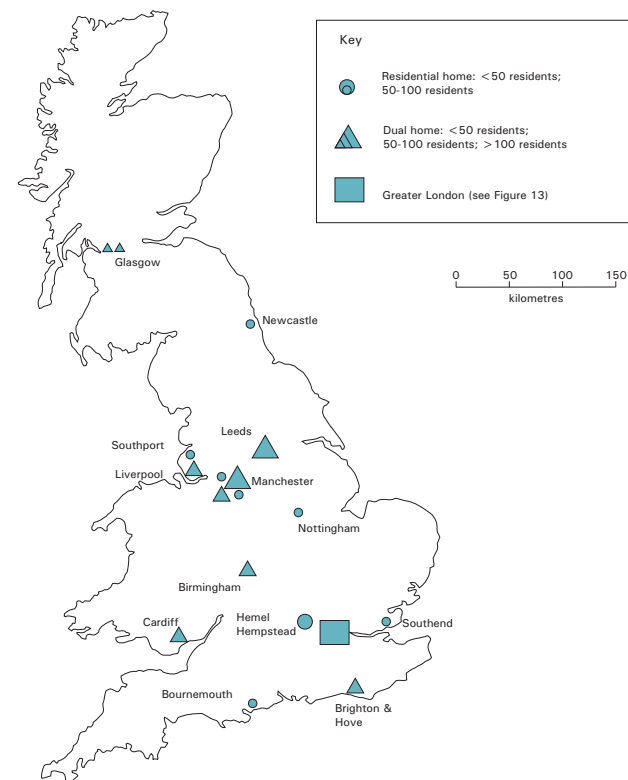 Key
Residential home: <50 residents;
50-100 residents
Dual home: <50 residents;
50-100 residents; >100 residents
Greater London (see Figure 13)
0 50 100 150
kilometres
Glasgow
Newcastle
Leeds
Southport
Liverpool
Manchester
Nottingham
Birmingham
Cardiff
Hemel
Hempstead
Southend
Bournemouth
Brighton &
Hove